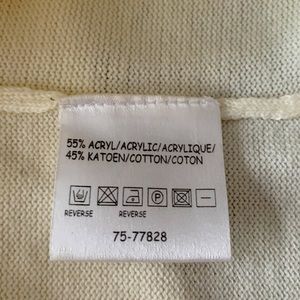 55% ACRYL/ACRYLIC/ACRYLIQUE/
45% KATOEN/COTTON/COTON
P
REVERSE REVERSE
75-77828